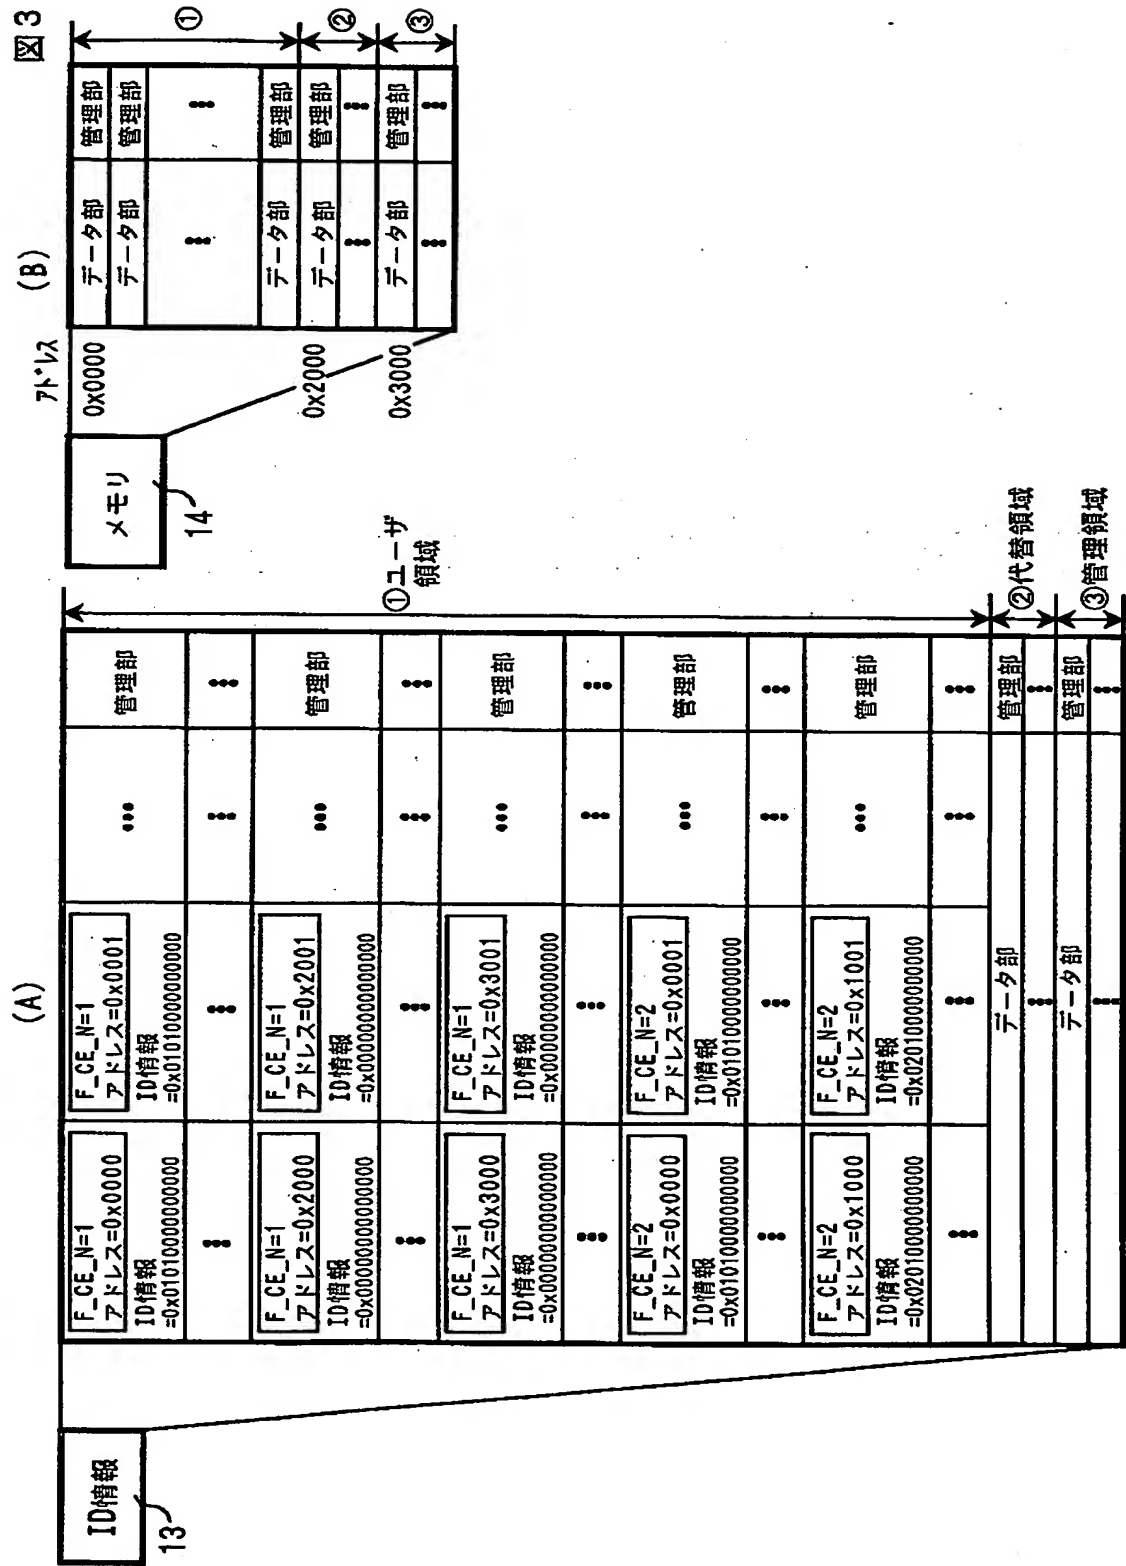 図3
(A)
ID情報
13
F_CE_N=1
アドレス=0x0000
ID情報
=0x0101000000000000
F_CE_N=1
アドレス=0x0001
ID情報
=0x0101000000000000
•••
管理部
•••
•••
•••
•••
F_CE_N=1
アドレス=0x2000
ID情報
=0x0000000000000000
F_CE_N=1
アドレス=0x2001
ID情報
=0x0000000000000000
•••
管理部
•••
•••
•••
•••
F_CE_N=1
アドレス=0x3000
ID情報
=0x0000000000000000
F_CE_N=1
アドレス=0x3001
ID情報
=0x0000000000000000
•••
管理部
•••
•••
•••
•••
F_CE_N=2
アドレス=0x0000
ID情報
=0x0101000000000000
F_CE_N=2
アドレス=0x0001
ID情報
=0x0101000000000000
•••
管理部
•••
•••
•••
•••
F_CE_N=2
アドレス=0x1000
ID情報
=0x0201000000000000
F_CE_N=2
アドレス=0x1001
ID情報
=0x0201000000000000
•••
管理部
•••
•••
•••
•••
データ部 管理部
••• •••
データ部 管理部
••• •••
①ユーザ
領域
②代替領域
③管理領域
(B)
メモリ
14
アドレス
0x0000
0x2000
0x3000
データ部 管理部
データ部 管理部
••• •••
データ部 管理部
データ部 管理部
••• •••
データ部 管理部
••• •••
①
②
③